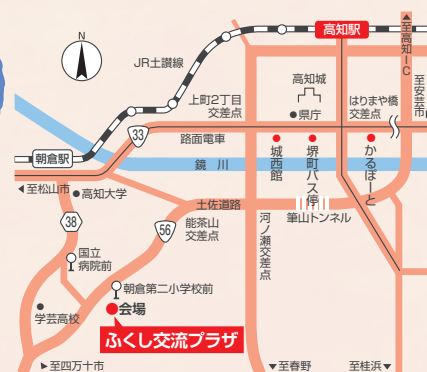 N
高知駅
▲至高知IC
JR土讃線
高知城
至安芸市
上町2丁目
交差点
●県庁
はりまや橋
交差点
33
路面電車
朝倉駅
鏡 川
城西館
堺町バス停
かるぽーと
◀至松山市
●高知大学
土佐道路
38
56
能茶山
交差点
河ノ瀬交差点
筆山トンネル
国立
病院前
朝倉第二小学校前
会場
学芸高校
ふくし交流プラザ
▶至四万十市
▼至春野
至桂浜▼